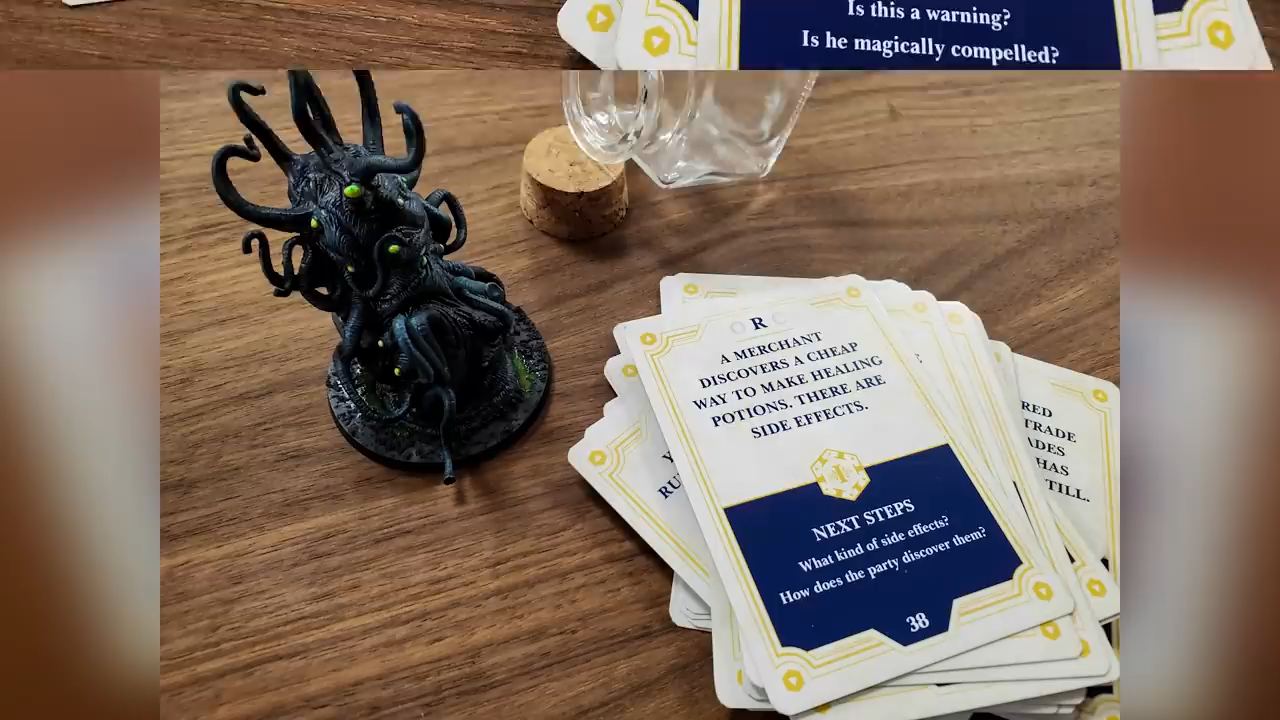 Is this a warning?
Is he magically compelled?
ORC
A MERCHANT
DISCOVERS A CHEAP
WAY TO MAKE HEALING
POTIONS. THERE ARE
SIDE EFFECTS.
NEXT STEPS
What kind of side effects?
How does the party discover them?
38
RED
TRADE
HAS
TILL.